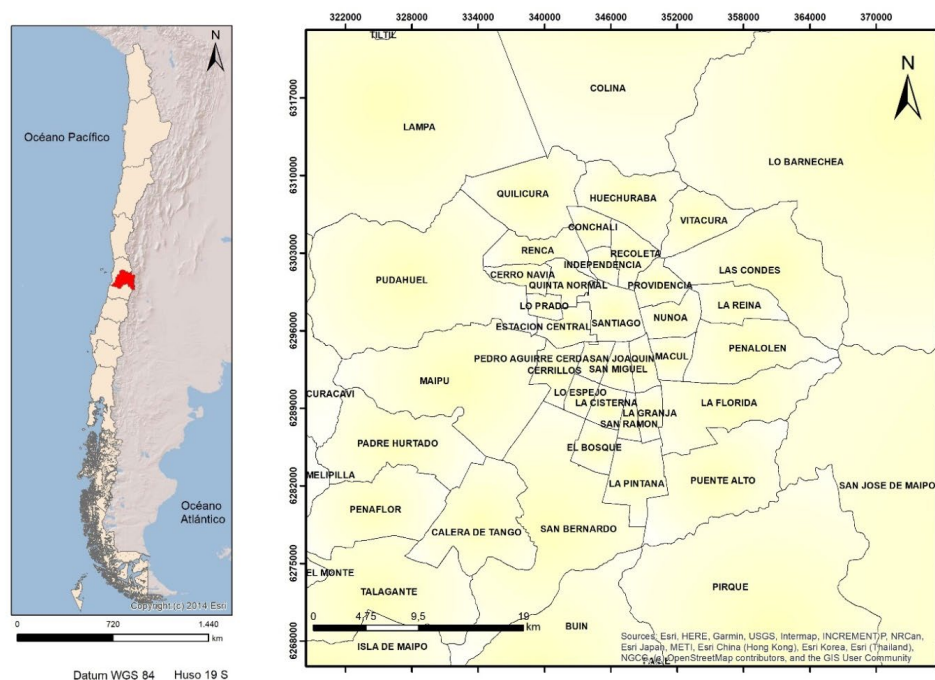 N
Océano Pacífico
Océano
Atlántico
Copyright (c) 2014 Esri
0 720 1.440
km
Datum WGS 84 Huso 19 S
322000 328000 334000 340000 346000 352000 358000 364000 370000
6317000
6310000
6303000
6296000
6289000
6282000
6275000
6268000
N
TILTIL
COLINA
LAMPA
LO BARNECHEA
QUILICURA
HUECHURABA
VITACURA
CONCHALI
RENCA
RECOLETA
INDEPENDENCIA
PUDAHUEL
CERRO NAVIA
LAS CONDES
QUINTA NORMAL
PROVIDENCIA
LO PRADO
LA REINA
ESTACION CENTRAL
SANTIAGO
NUNOA
PENALOLEN
PEDRO AGUIRRE CERDA
SAN JOAQUIN
MACUL
CERRILLOS
SAN MIGUEL
MAIPU
CURACAVI
LO ESPEJO
LA CISTERNA
LA FLORIDA
LA GRANJA
SAN RAMON
PADRE HURTADO
EL BOSQUE
MELIPILLA
LA PINTANA
PUENTE ALTO
SAN JOSE DE MAIPO
PENAFLOR
CALERA DE TANGO
SAN BERNARDO
EL MONTE
TALAGANTE
PIRQUE
0 4,75 9,5 19
km
BUIN
ISLA DE MAIPO
Sources: Esri, HERE, Garmin, USGS, Intermap, INCREMENT P, NRCan,
Esri Japan, METI, Esri China (Hong Kong), Esri Korea, Esri (Thailand),
NGCC, (c) OpenStreetMap contributors, and the GIS User Community